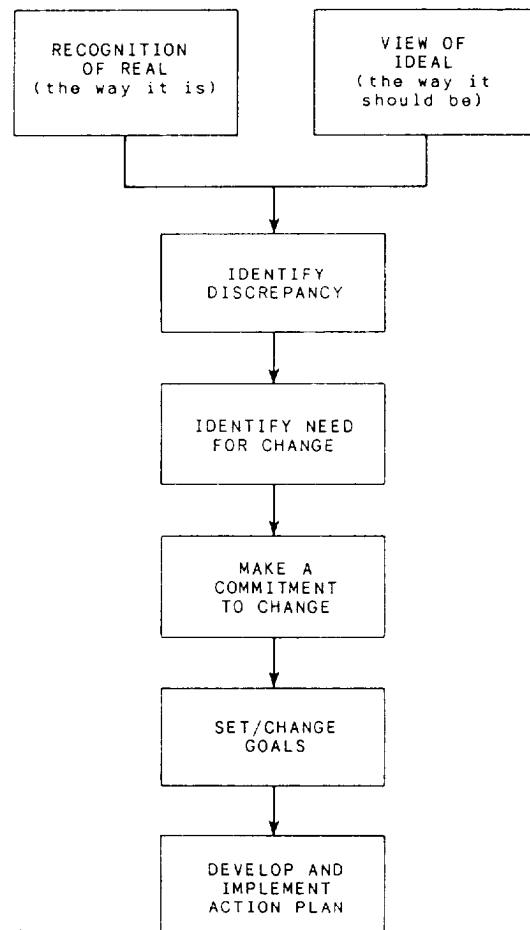 RECOGNITION
OF REAL
(the way it is)
VIEW OF
IDEAL
(the way it
should be)
IDENTIFY
DISCREPANCY
IDENTIFY NEED
FOR CHANGE
MAKE A
COMMITMENT
TO CHANGE
SET/CHANGE
GOALS
DEVELOP AND
IMPLEMENT
ACTION PLAN